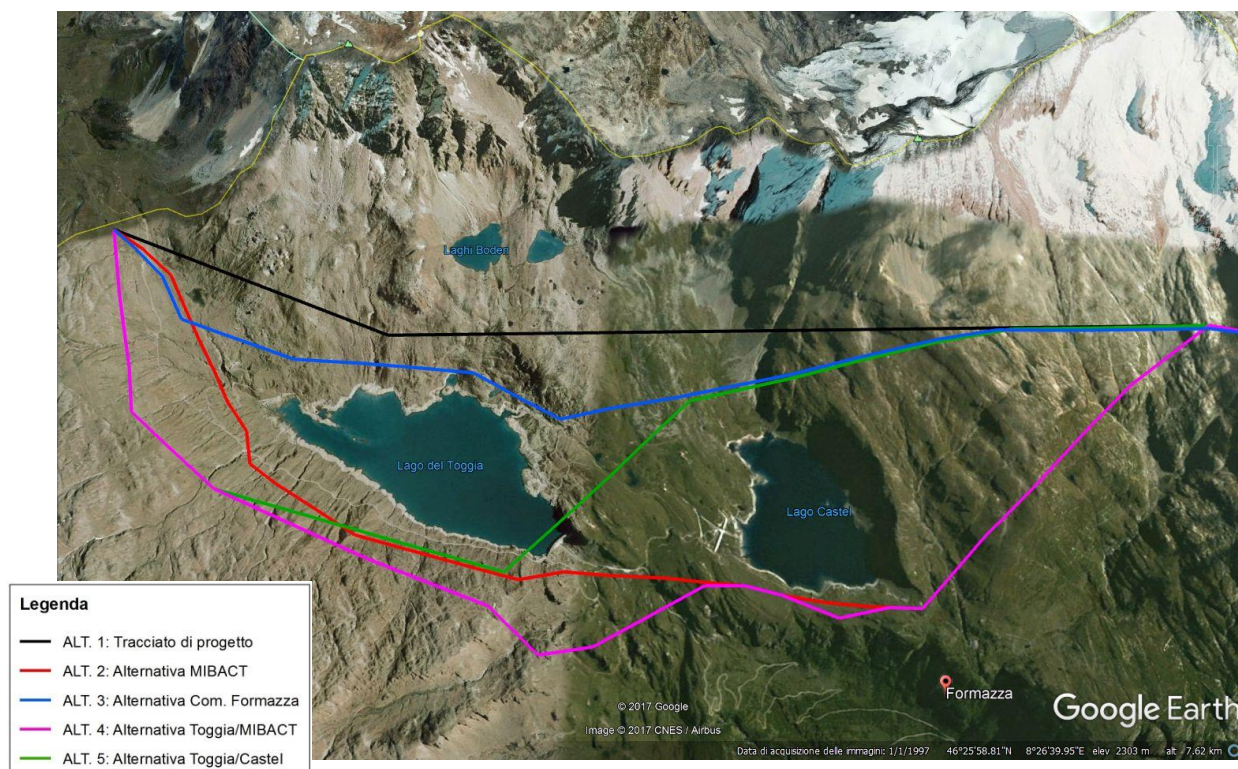 Laghi Boden
Lago del Toggia
Lago Castel
Legenda
ALT. 1: Tracciato di progetto
ALT. 2: Alternativa MIBACT
ALT. 3: Alternativa Com. Formazza
ALT. 4: Alternativa Toggia/MIBACT
ALT. 5: Alternativa Toggia/Castel
Formazza
© 2017 Google
Image © 2017 CNES / Airbus
Google Earth
Data di acquisizione delle immagini: 1/1/1997 46°25'58.81"N 8°26'39.95"E elev 2303 m alt 7.62 km